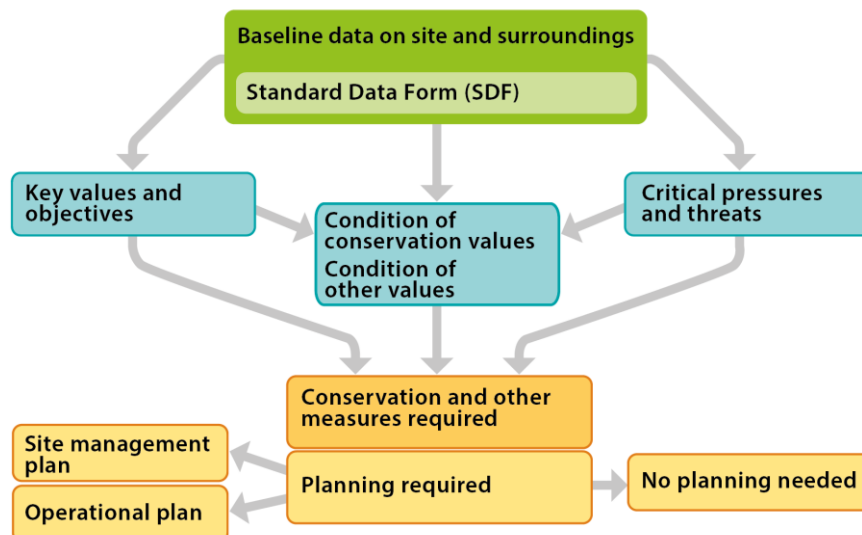 Baseline data on site and surroundings
Standard Data Form (SDF)
Key values and
objectives
Condition of
conservation values
Condition of
other values
Critical pressures
and threats
Conservation and other
measures required
Site management
plan
Planning required
No planning needed
Operational plan